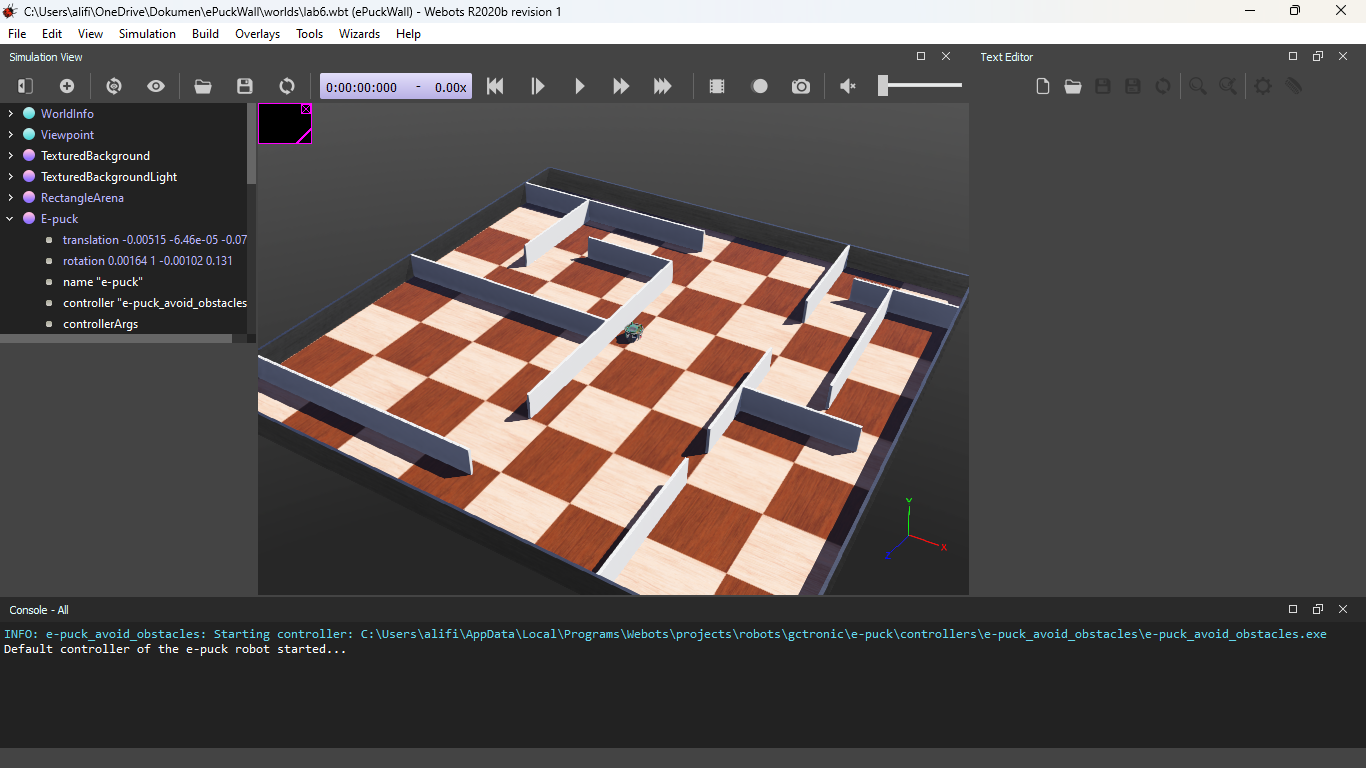 C:\Users\alifi\OneDrive\Dokumen\ePuckWall\worlds\lab6.wbt (ePuckWall) - Webots R2020b revision 1
File Edit View Simulation Build Overlays Tools Wizards Help
Simulation View
Text Editor
0:00:00:000 - 0.00x
WorldInfo
Viewpoint
TexturedBackground
TexturedBackgroundLight
RectangleArena
E-puck
translation -0.00515 -6.46e-05 -0.07
rotation 0.00164 1 -0.00102 0.131
name "e-puck"
controller "e-puck_avoid_obstacles
controllerArgs
Y
X
Z
Console - All
INFO: e-puck_avoid_obstacles: Starting controller: C:\Users\alifi\AppData\Local\Programs\Webots\projects\robots\gctronic\e-puck\controllers\e-puck_avoid_obstacles\e-puck_avoid_obstacles.exe
Default controller of the e-puck robot started...